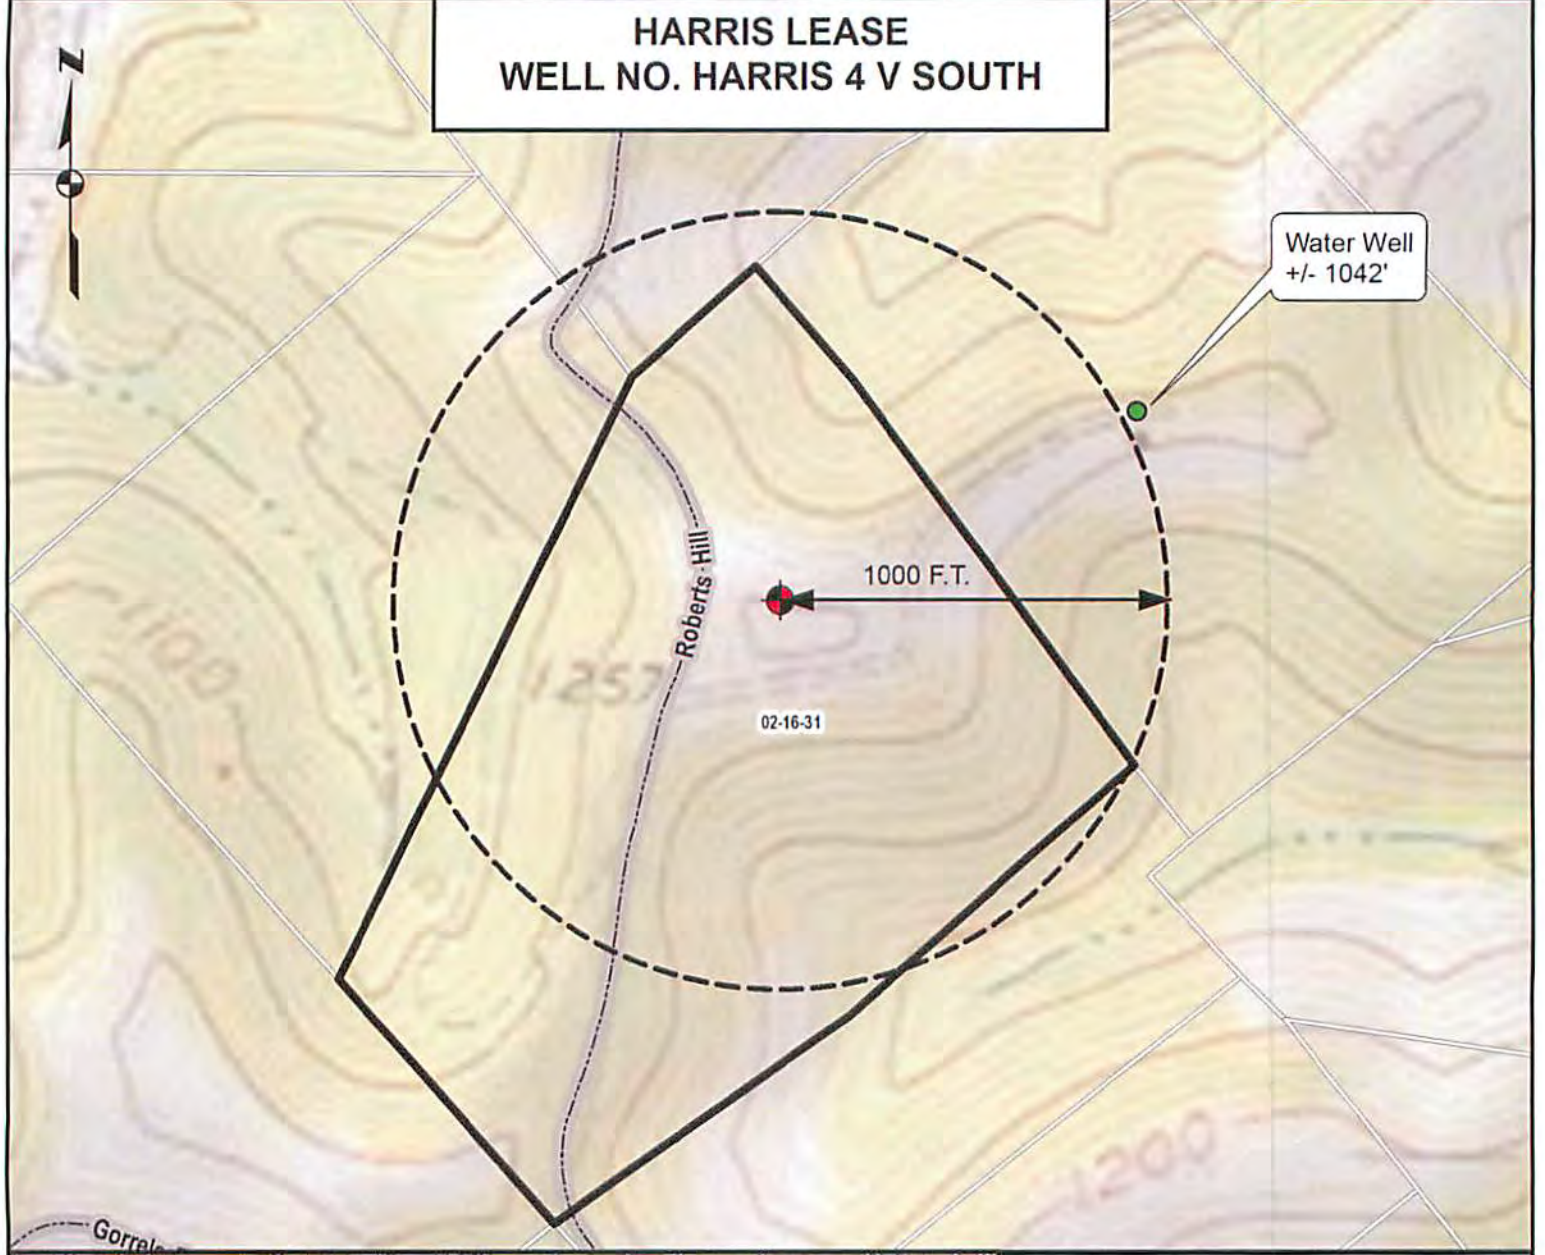 HARRIS LEASE
WELL NO. HARRIS 4 V SOUTH
N
Water Well
+/- 1042'
1000 F.T.
Roberts Hill
1100
1257
02-16-31
1200